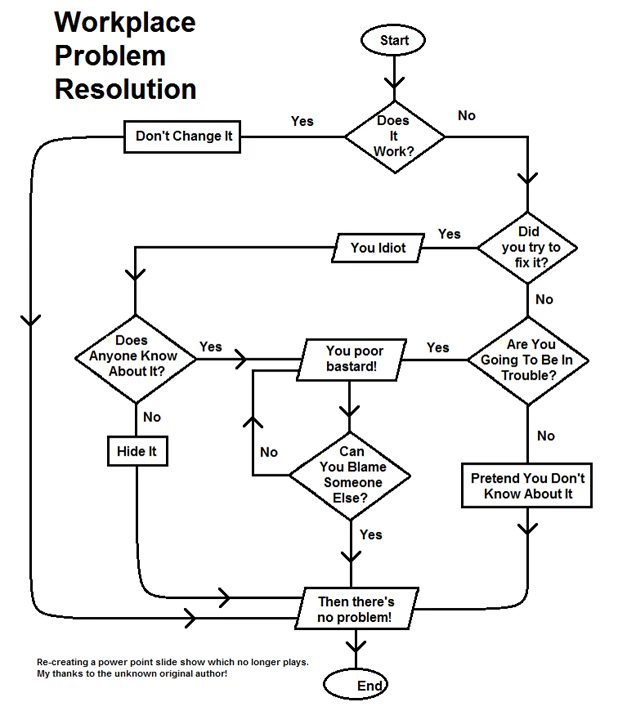 Workplace
Problem
Resolution
Start
Does
It
Work?
Yes
No
Don't Change It
Did
you try to
fix it?
Yes
You Idiot
No
Does
Anyone Know
About It?
Yes
You poor
bastard!
Yes
Are You
Going To Be In
Trouble?
No
Hide It
No
Can
You Blame
Someone
Else?
No
Pretend You Don't
Know About It
Yes
Then there's
no problem!
Re-creating a power point slide show which no longer plays.
My thanks to the unknown original author!
End